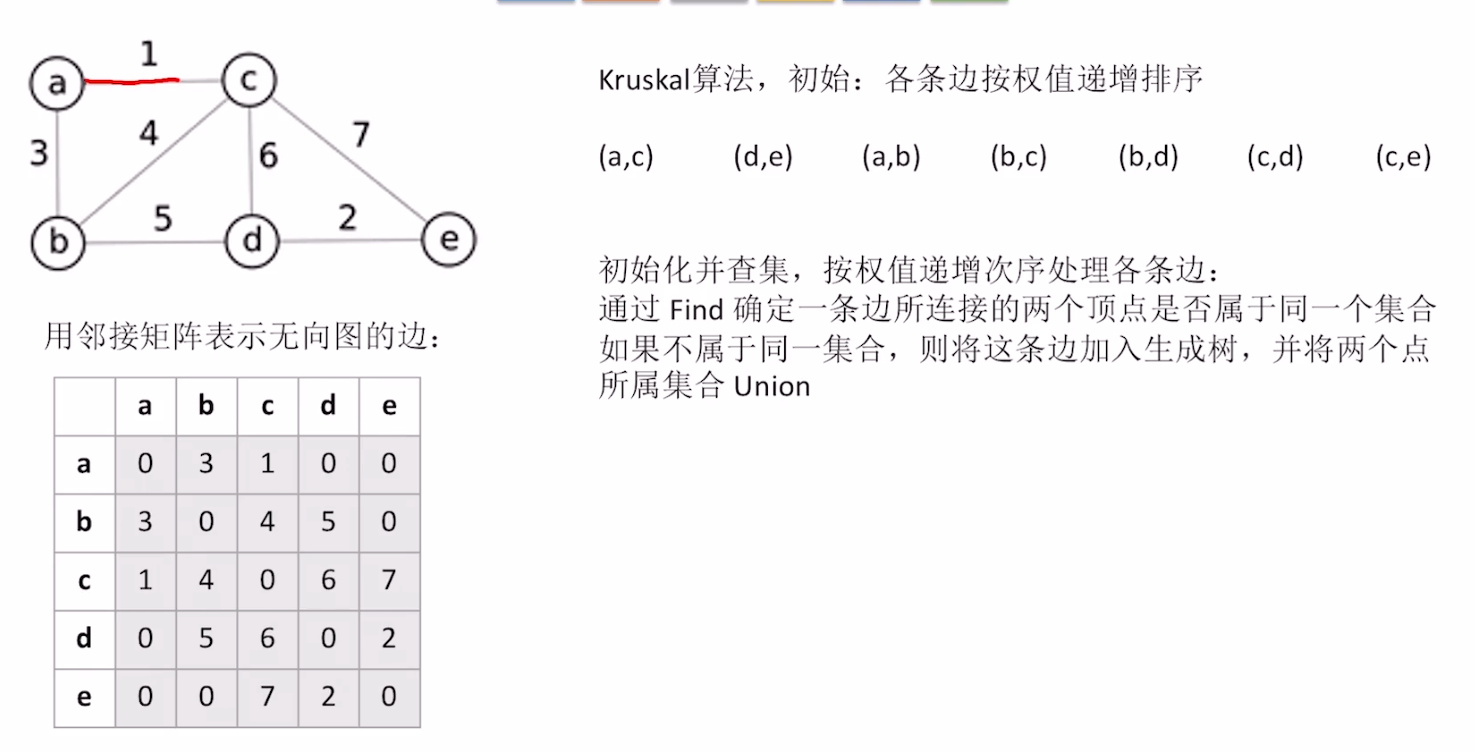 1
a
c
3
4
6
7
b
5
d
2
e
用邻接矩阵表示无向图的边：
a b c d e
a 0 3 1 0 0
b 3 0 4 5 0
c 1 4 0 6 7
d 0 5 6 0 2
e 0 0 7 2 0
Kruskal算法，初始：各条边按权值递增排序
(a,c) (d,e) (a,b) (b,c) (b,d) (c,d) (c,e)
初始化并查集，按权值递增次序处理各条边：
通过 Find 确定一条边所连接的两个顶点是否属于同一个集合
如果不属于同一集合，则将这条边加入生成树，并将两个点
所属集合 Union